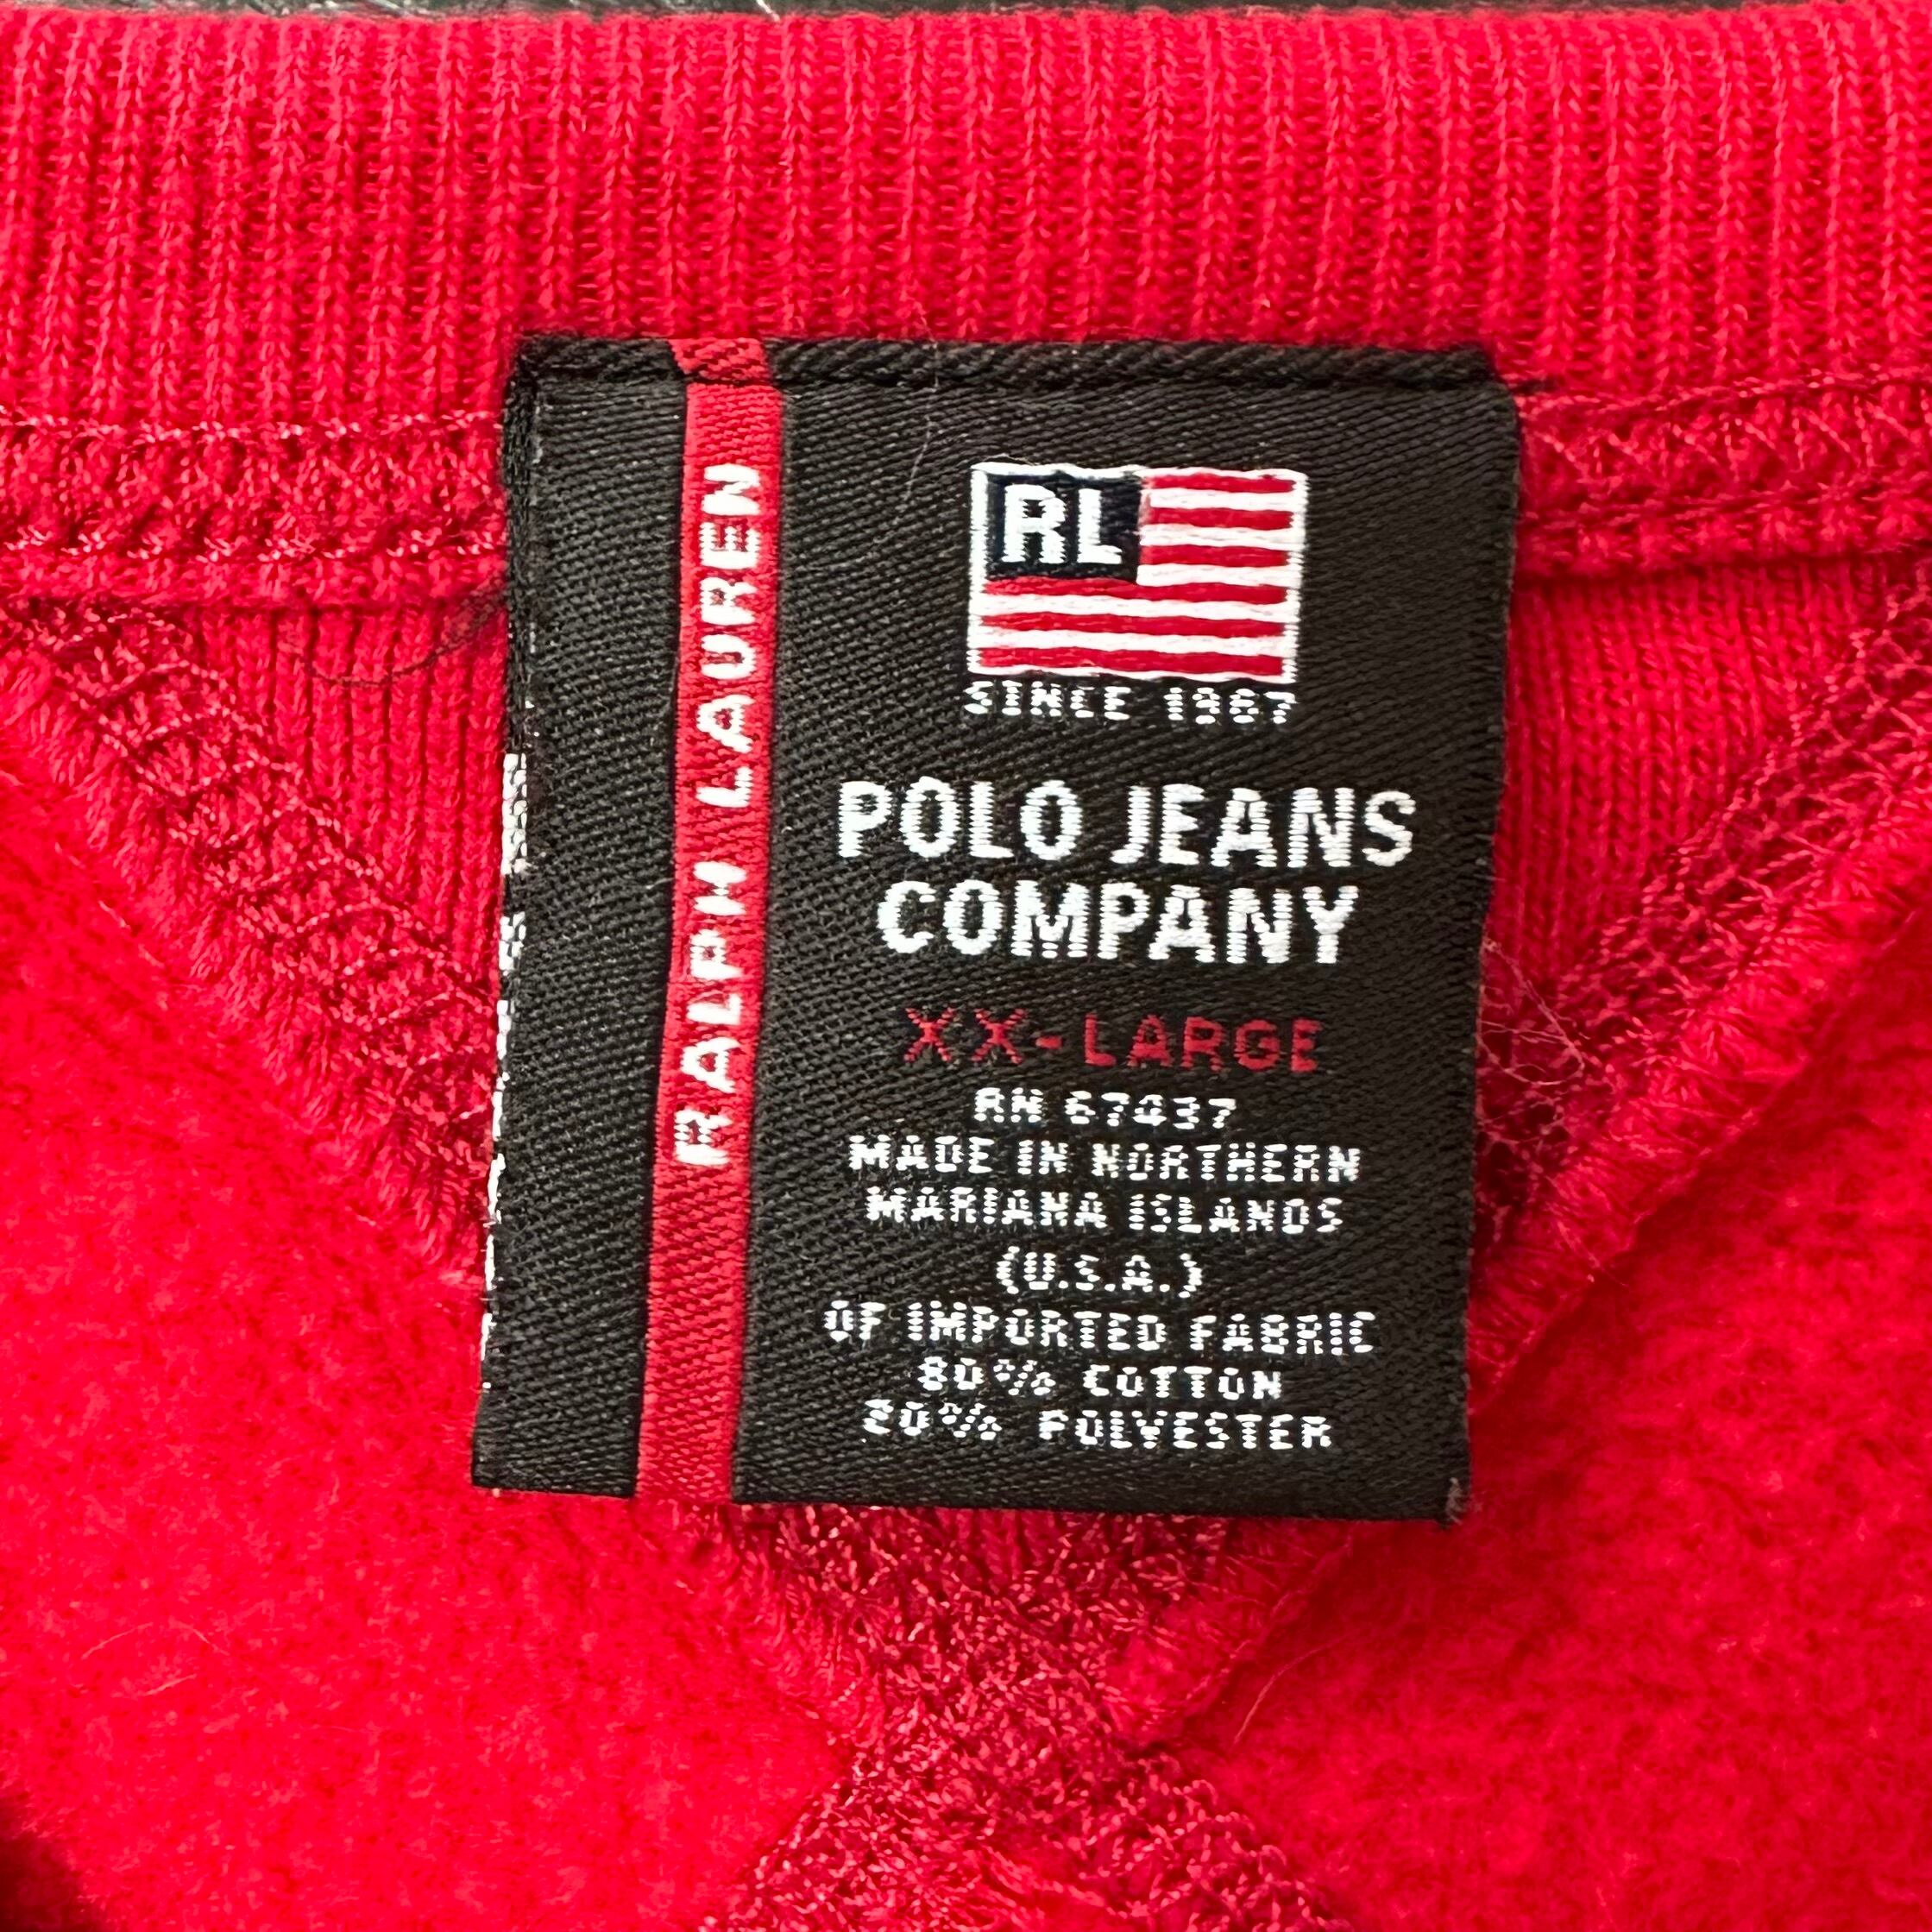 RALPH LAUREN
RL
SINCE 1967
POLO JEANS
COMPANY
XX-LARGE
RN 67437
MADE IN NORTHERN
MARIANA ISLANDS
(U.S.A.)
OF IMPORTED FABRIC
80% COTTON
20% POLYESTER